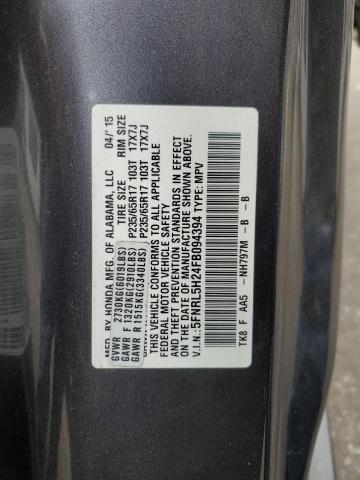 MFD. BY HONDA MFG. OF ALABAMA, LLC 04/'15
TIRE SIZE RIM SIZE
GVWR 2730KG(6019LBS)
GAWR F 1320KG(2910LBS) P235/65R17 103T 17X7J
GAWR R 1515KG(3340LBS) P235/65R17 103T 17X7J
THIS VEHICLE CONFORMS TO ALL APPLICABLE
FEDERAL MOTOR VEHICLE SAFETY
THEFT PREVENTION STANDARDS IN EFFECT
ON THE DATE OF MANUFACTURE SHOWN ABOVE.
V.I.N.:5FNRL5H24FB094394 TYPE: MPV
TK8 F AA5 -NH797M - B - B